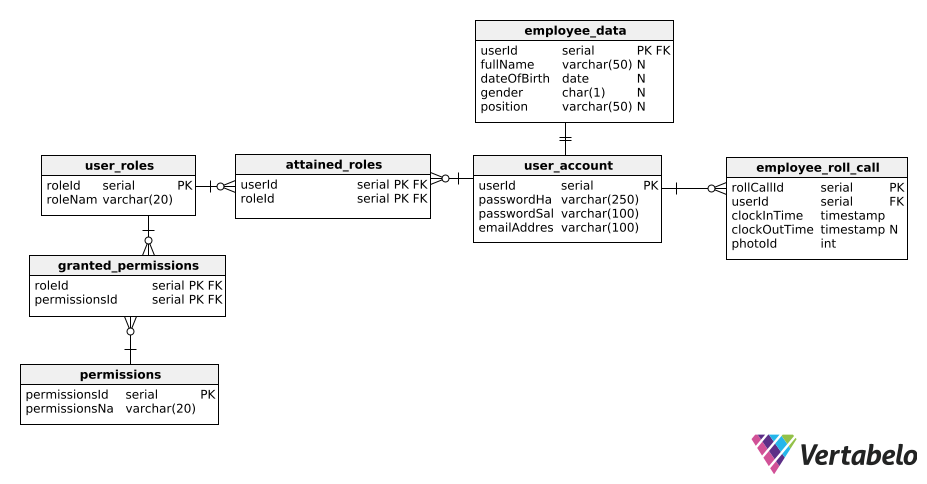 employee_data
userId serial PK FK
fullName varchar(50) N
dateOfBirth date N
gender char(1) N
position varchar(50) N
user_roles
roleId serial PK
roleNam varchar(20)
attained_roles
userId serial PK FK
roleId serial PK FK
user_account
userId serial PK
passwordHa varchar(250)
passwordSal varchar(100)
emailAddres varchar(100)
employee_roll_call
rollCallId serial PK
userId serial FK
clockInTime timestamp
clockOutTime timestamp N
photoId int
granted_permissions
roleId serial PK FK
permissionsId serial PK FK
permissions
permissionsId serial PK
permissionsNa varchar(20)
Vertabelo